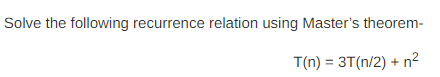 Solve the following recurrence relation using Master’s theorem-
T(n) = 3T(n/2) + n²